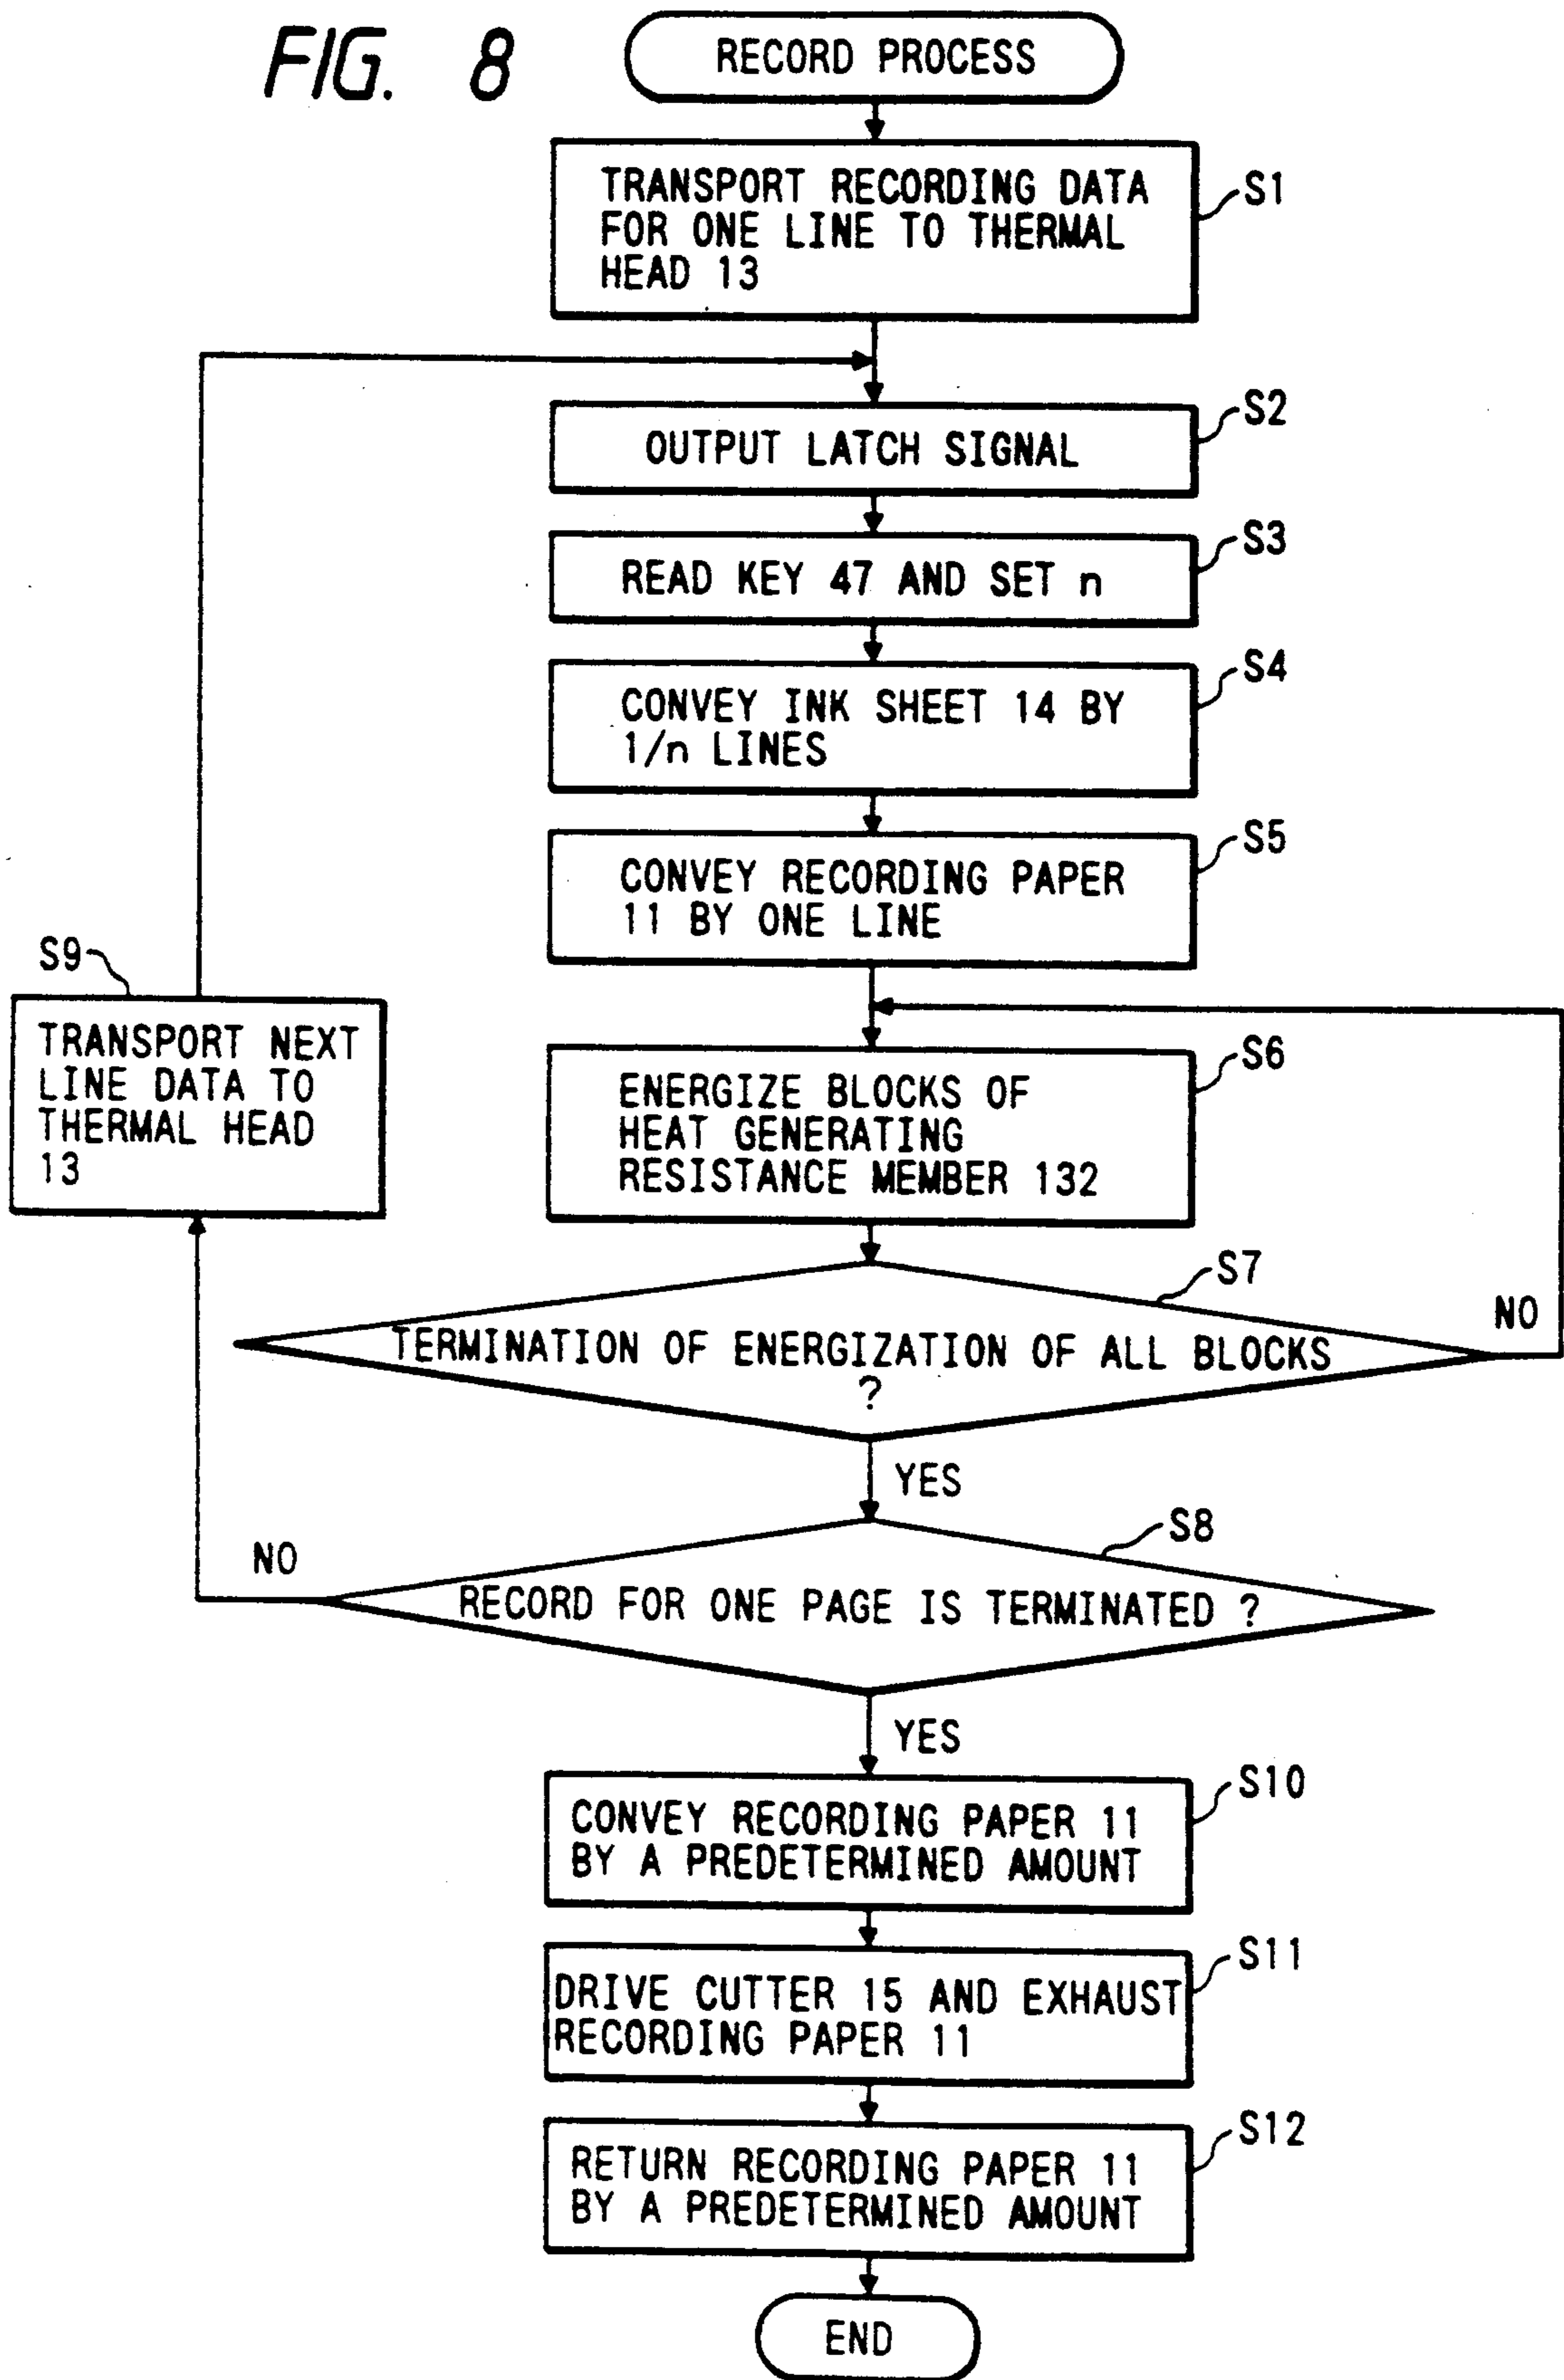 FIG. 8
RECORD PROCESS
TRANSPORT RECORDING DATA
FOR ONE LINE TO THERMAL
HEAD 13
S1
OUTPUT LATCH SIGNAL
S2
READ KEY 47 AND SET n
S3
CONVEY INK SHEET 14 BY
1/n LINES
S4
CONVEY RECORDING PAPER
11 BY ONE LINE
S5
S9
TRANSPORT NEXT
LINE DATA TO
THERMAL HEAD
13
ENERGIZE BLOCKS OF
HEAT GENERATING
RESISTANCE MEMBER 132
S6
S7
NO
TERMINATION OF ENERGIZATION OF ALL BLOCKS
?
YES
S8
NO
RECORD FOR ONE PAGE IS TERMINATED ?
YES
CONVEY RECORDING PAPER 11
BY A PREDETERMINED AMOUNT
S10
DRIVE CUTTER 15 AND EXHAUST
RECORDING PAPER 11
S11
RETURN RECORDING PAPER 11
BY A PREDETERMINED AMOUNT
S12
END